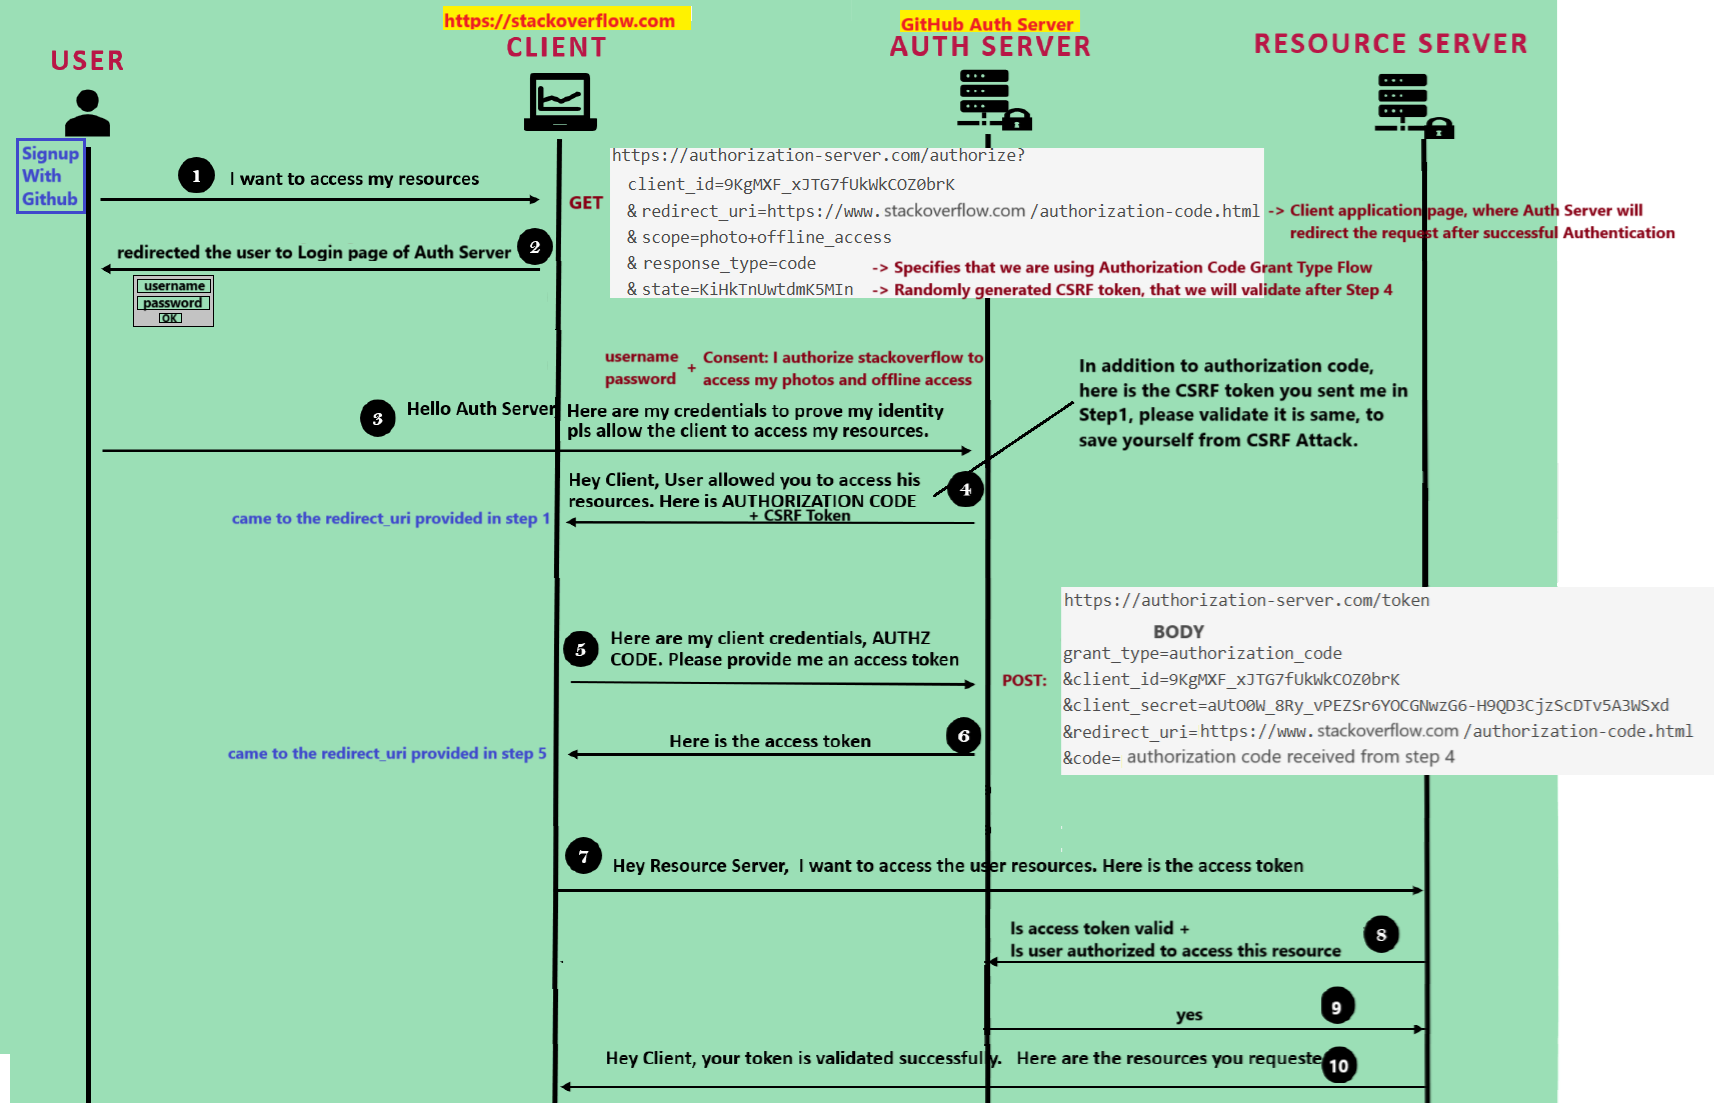 https://stackoverflow.com
GitHub Auth Server
USER
CLIENT
AUTH SERVER
RESOURCE SERVER
Signup
With
Github
1
I want to access my resources
2
redirected the user to Login page of Auth Server
username
password
OK
GET
https://authorization-server.com/authorize?
client_id=9KgMXF_xJTG7fUkWkCOZ0brK
& redirect_uri=https://www.stackoverflow.com/authorization-code.html
-> Client application page, where Auth Server will
redirect the request after successful Authentication
& scope=photo+offline_access
& response_type=code
-> Specifies that we are using Authorization Code Grant Type Flow
& state=KiHkTnUwtdmK5MIn
-> Randomly generated CSRF token, that we will validate after Step 4
username
password
+
Consent: I authorize stackoverflow to
access my photos and offline access
3
Hello Auth Server
Here are my credentials to prove my identity
pls allow the client to access my resources.
In addition to authorization code,
here is the CSRF token you sent me in
Step1, please validate it is same, to
save yourself from CSRF Attack.
4
Hey Client, User allowed you to access his
resources. Here is AUTHORIZATION CODE
+ CSRF Token
came to the redirect_uri provided in step 1
5
Here are my client credentials, AUTHZ
CODE. Please provide me an access token
POST:
https://authorization-server.com/token
BODY
grant_type=authorization_code
&client_id=9KgMXF_xJTG7fUkWkCOZ0brK
&client_secret=aUtO0W_8Ry_vPEZSr6YOCGNwzG6-H9QD3CjzScDTv5A3WSxd
&redirect_uri=https://www.stackoverflow.com/authorization-code.html
&code= authorization code received from step 4
6
Here is the access token
came to the redirect_uri provided in step 5
7
Hey Resource Server, I want to access the user resources. Here is the access token
8
Is access token valid +
Is user authorized to access this resource
9
yes
10
Hey Client, your token is validated successfully. Here are the resources you requeste